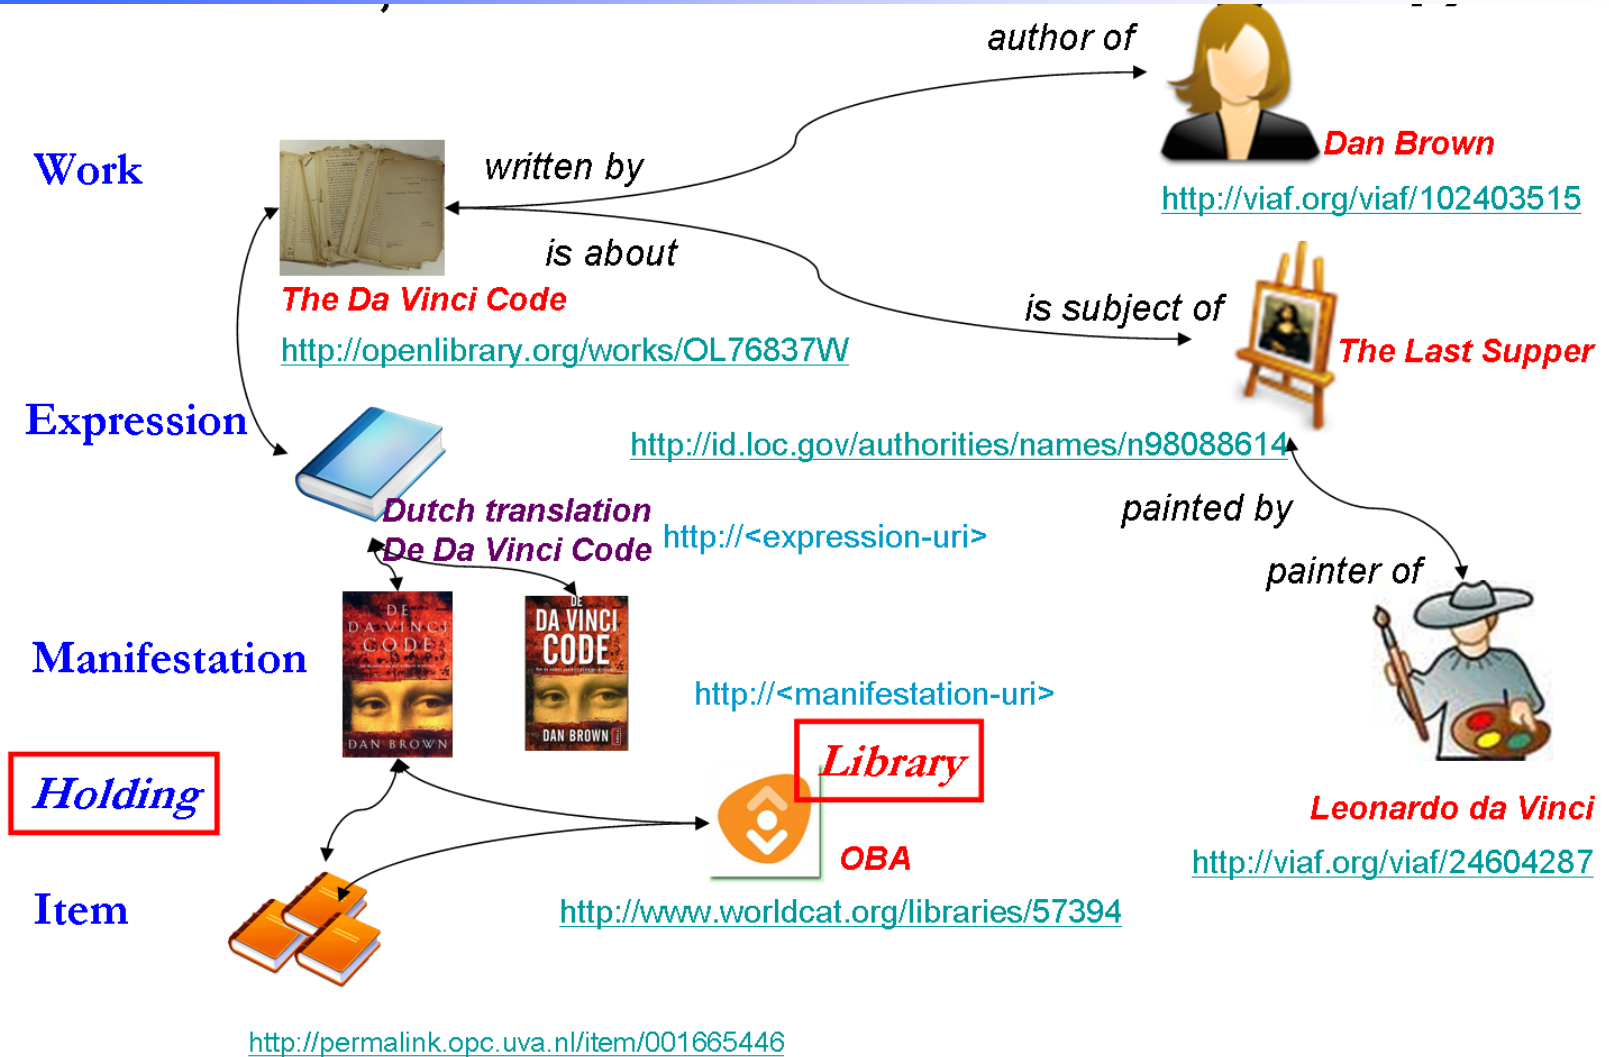 author of
Dan Brown
http://viaf.org/viaf/102403515
Work
written by
is about
The Da Vinci Code
http://openlibrary.org/works/OL76837W
is subject of
The Last Supper
Expression
http://id.loc.gov/authorities/names/n98088614
Dutch translation
De Da Vinci Code
http://<expression-uri>
painted by
painter of
Manifestation
DE
DA VINCI
CODE
DAN BROWN
DE
DA VINCI
CODE
DAN BROWN
http://<manifestation-uri>
Holding
Library
OBA
http://www.worldcat.org/libraries/57394
Leonardo da Vinci
http://viaf.org/viaf/24604287
Item
http://permalink.opc.uva.nl/item/001665446